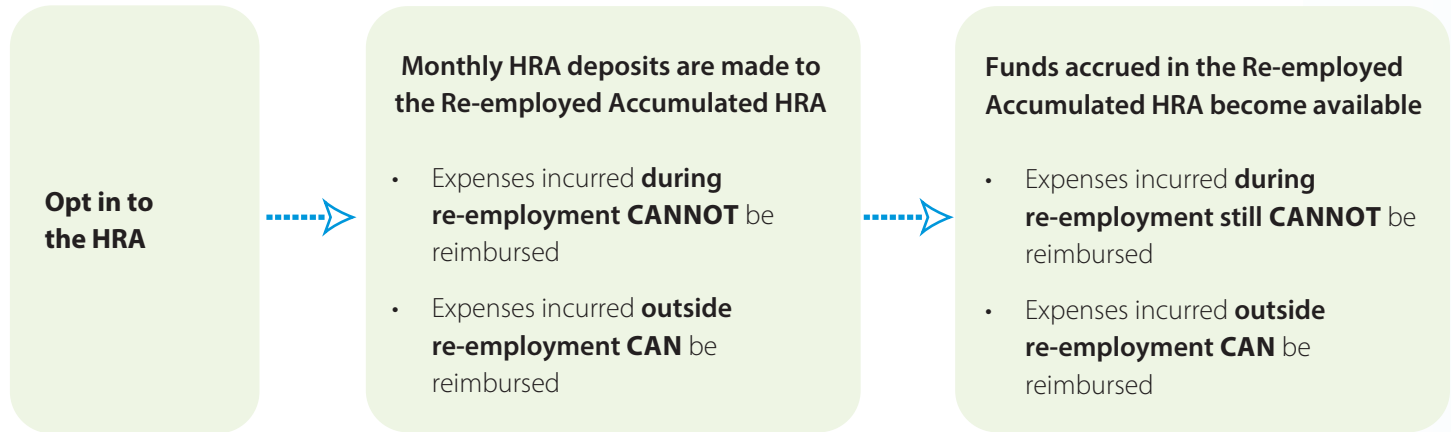 Opt in to
the HRA
Monthly HRA deposits are made to
the Re-employed Accumulated HRA
• Expenses incurred during
re-employment CANNOT be
reimbursed
• Expenses incurred outside
re-employment CAN be
reimbursed
Funds accrued in the Re-employed
Accumulated HRA become available
• Expenses incurred during
re-employment still CANNOT be
reimbursed
• Expenses incurred outside
re-employment CAN be
reimbursed